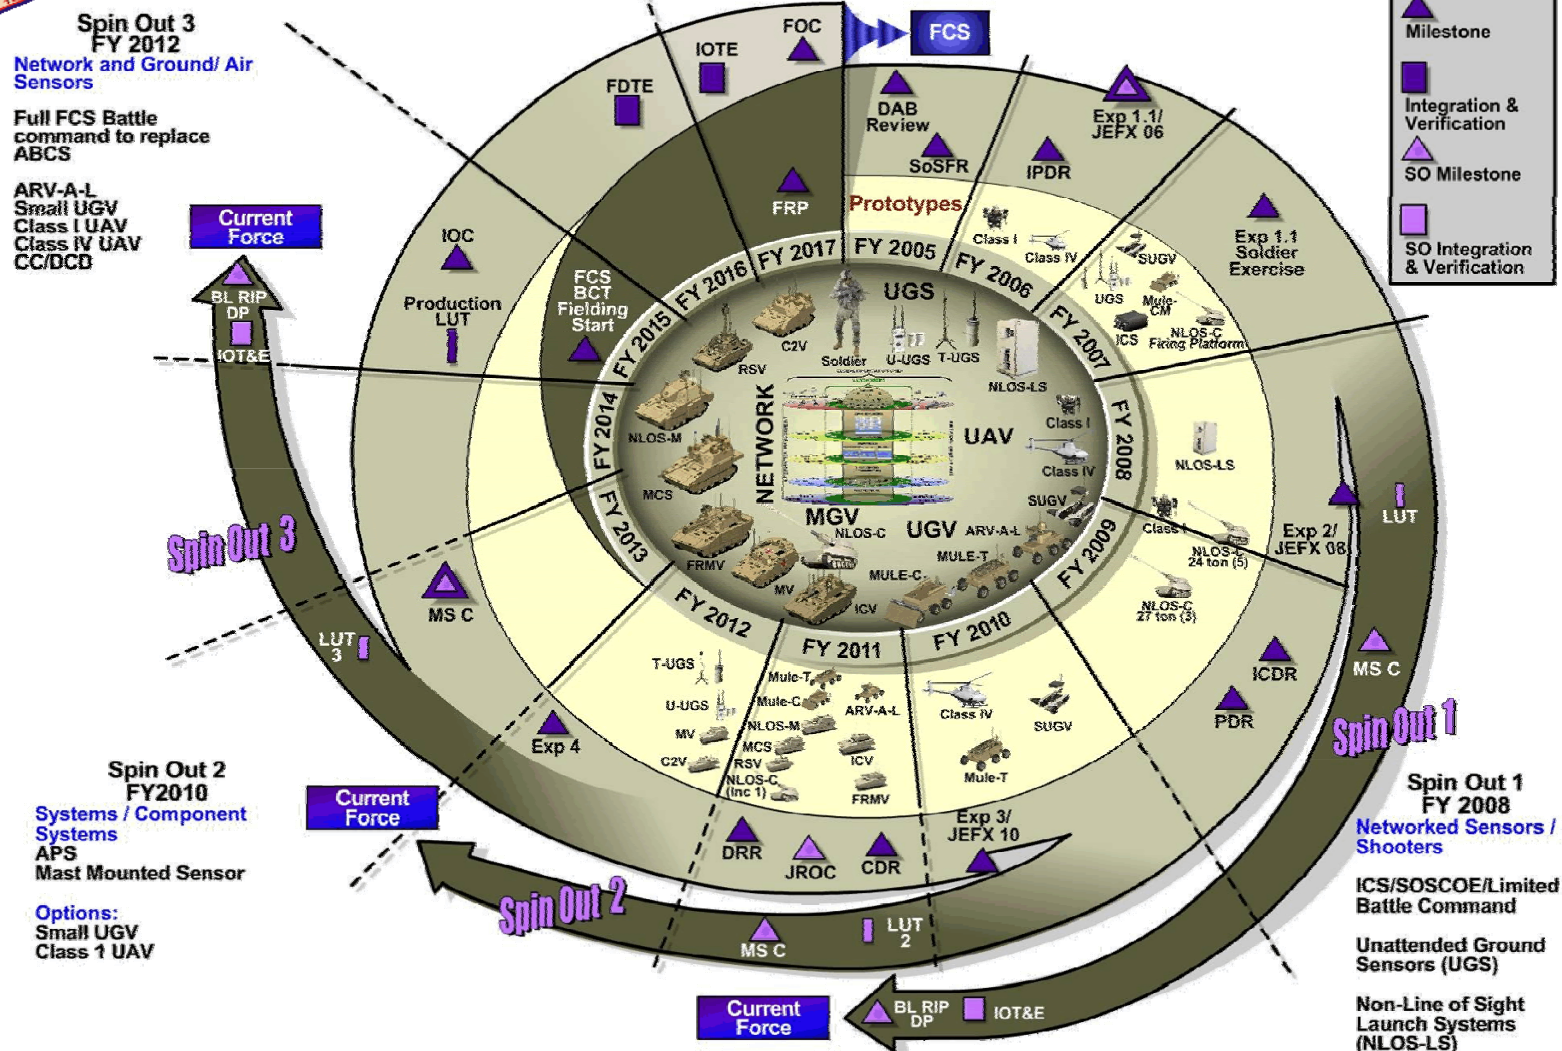 Spin Out 3
FY 2012
Network and Ground/ Air
Sensors
Full FCS Battle
command to replace
ABCS
ARV-A-L
Small UGV
Class I UAV
Class IV UAV
CC/DCD
Current
Force
BL RIP
DP
IOT&E
Spin Out 3
LUT
3
FOC
IOTE
FDTE
IOC
Production
LUT
FCS
BCT
Fielding
Start
FRP
MS C
Exp 4
FCS
DAB
Review
SoSFR
IPDR
Exp 1.1/
JEFX 06
Exp 1.1
Soldier
Exercise
Milestone
Integration &
Verification
SO Milestone
SO Integration
& Verification
Prototypes
Class I
Class IV
SUGV
UGS
Mule-
CM
ICS
NLOS-C
Firing Platform
NLOS-LS
Class I
NLOS-C
24 ton (5)
NLOS-C
27 ton (3)
Exp 2/
JEFX 08
LUT
MS C
ICDR
PDR
Spin Out 1
FY 2005
FY 2006
FY 2007
FY 2008
FY 2009
FY 2010
FY 2011
FY 2012
FY 2013
FY 2014
FY 2015
FY 2016
FY 2017
UGS
C2V
Soldier
U-UGS
T-UGS
NLOS-LS
RSV
NLOS-M
NETWORK
UAV
Class I
Class IV
MCS
MGV
NLOS-C
UGV
ARV-A-L
SUGV
FRMV
MV
ICV
MULE-C
MULE-T
T-UGS
U-UGS
MV
C2V
Mule-T
Mule-C
NLOS-M
MCS
RSV
NLOS-C
(Inc 1)
ARV-A-L
ICV
FRMV
Class IV
SUGV
Mule-T
Exp 3/
JEFX 10
DRR
JROC
CDR
Spin Out 2
FY2010
Systems / Component
Systems
APS
Mast Mounted Sensor
Options:
Small UGV
Class 1 UAV
Current
Force
Spin Out 2
MS C
LUT
2
Current
Force
BL RIP
DP
IOT&E
Spin Out 1
FY 2008
Networked Sensors /
Shooters
ICS/SOSCOE/Limited
Battle Command
Unattended Ground
Sensors (UGS)
Non-Line of Sight
Launch Systems
(NLOS-LS)